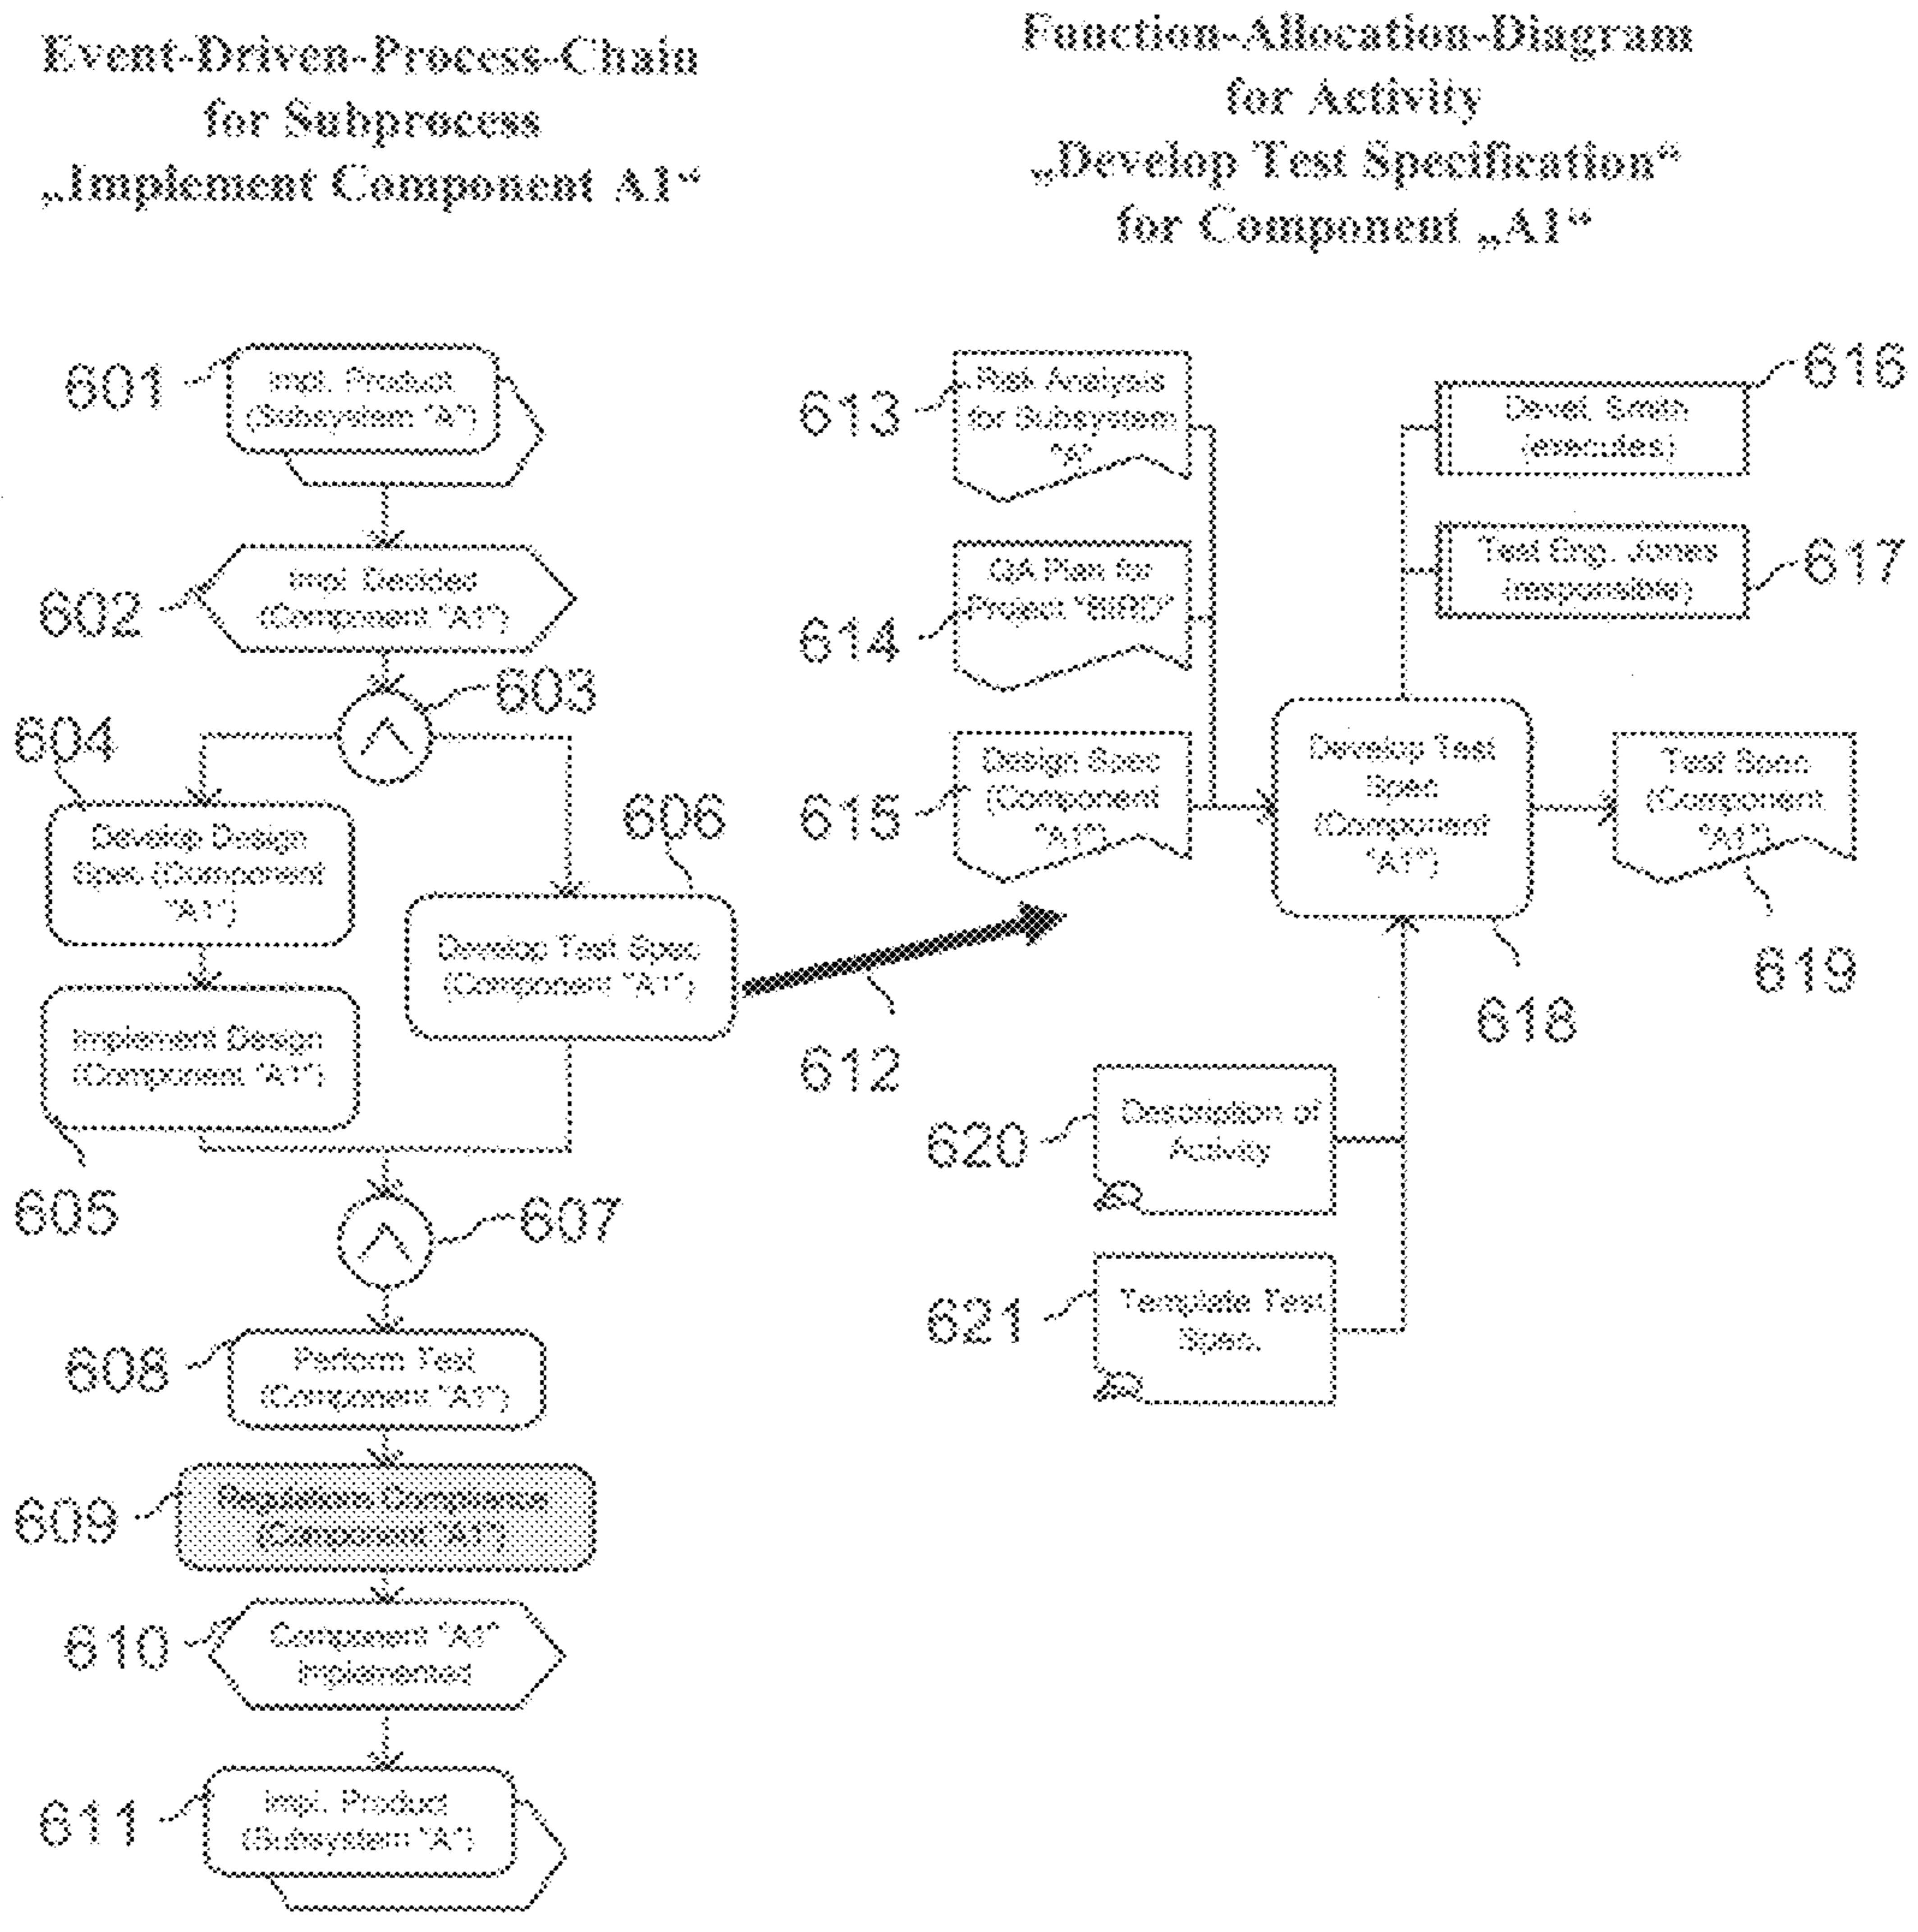 Event-Driven-Process-Chain
for Subprocess
„Implement Component A1“
Function-Allocation-Diagram
for Activity
„Develop Test Specification“
for Component „A1“
601
Impl. Product
(Subsystem "A")
602
Impl. Decided
(Component "A1")
603
604
Develop Design
Spec. (Component
"A1")
606
Develop Test Spec.
(Component "A1")
Implement Design
(Component "A1")
605
607
608
Perform Test
(Component "A1")
609
(Component "A1")
610
Component "A1"
Implemented
611
Impl. Product
(Subsystem "A")
612
613
Risk Analysis
for Subsystem
"A"
614
QA Plan for
Project
615
Design Spec
(Component
"A1")
616
Devel. Smith
(executes)
617
Test Eng. Jones
(responsible)
Develop Test
Spec
(Component
"A1")
618
Test Spec
(Component
"A1")
619
620
Description of
Activity
621
Template Test
Spec.